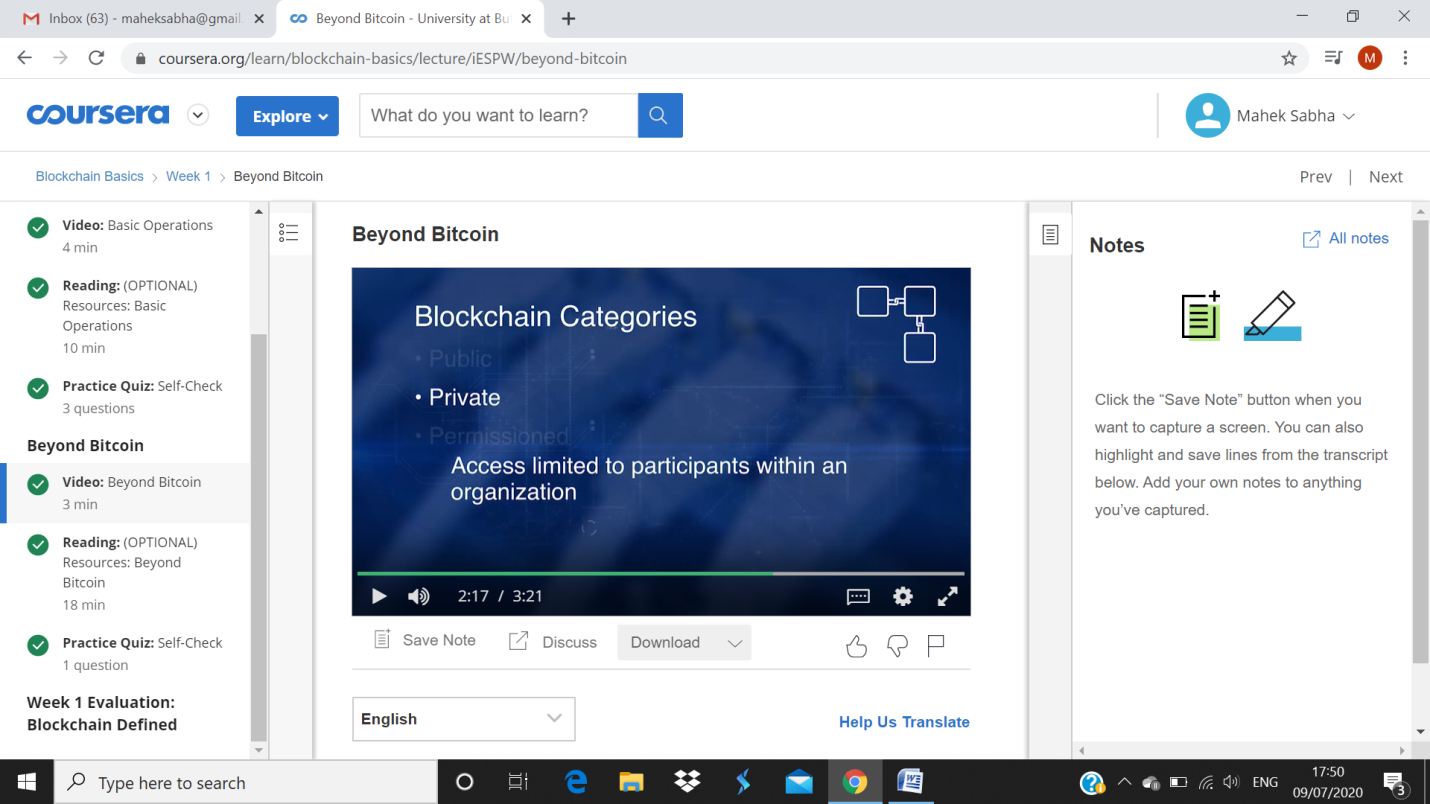 Inbox (63) - maheksabha@gmail.
Beyond Bitcoin - University at Bu
coursera.org/learn/blockchain-basics/lecture/iESPW/beyond-bitcoin
M
coursera
Explore
What do you want to learn?
Mahek Sabha
Blockchain Basics > Week 1 > Beyond Bitcoin
Prev | Next
Video: Basic Operations
4 min
Reading: (OPTIONAL)
Resources: Basic
Operations
10 min
Practice Quiz: Self-Check
3 questions
Beyond Bitcoin
Video: Beyond Bitcoin
3 min
Reading: (OPTIONAL)
Resources: Beyond
Bitcoin
18 min
Practice Quiz: Self-Check
1 question
Week 1 Evaluation:
Blockchain Defined
Beyond Bitcoin
Blockchain Categories
• Public :
• Private
• Permissioned :
Access limited to participants within an
organization
2:17 / 3:21
Save Note
Discuss
Download
English
Help Us Translate
Notes
All notes
Click the “Save Note” button when you
want to capture a screen. You can also
highlight and save lines from the transcript
below. Add your own notes to anything
you’ve captured.
Type here to search
ENG
17:50
09/07/2020
3